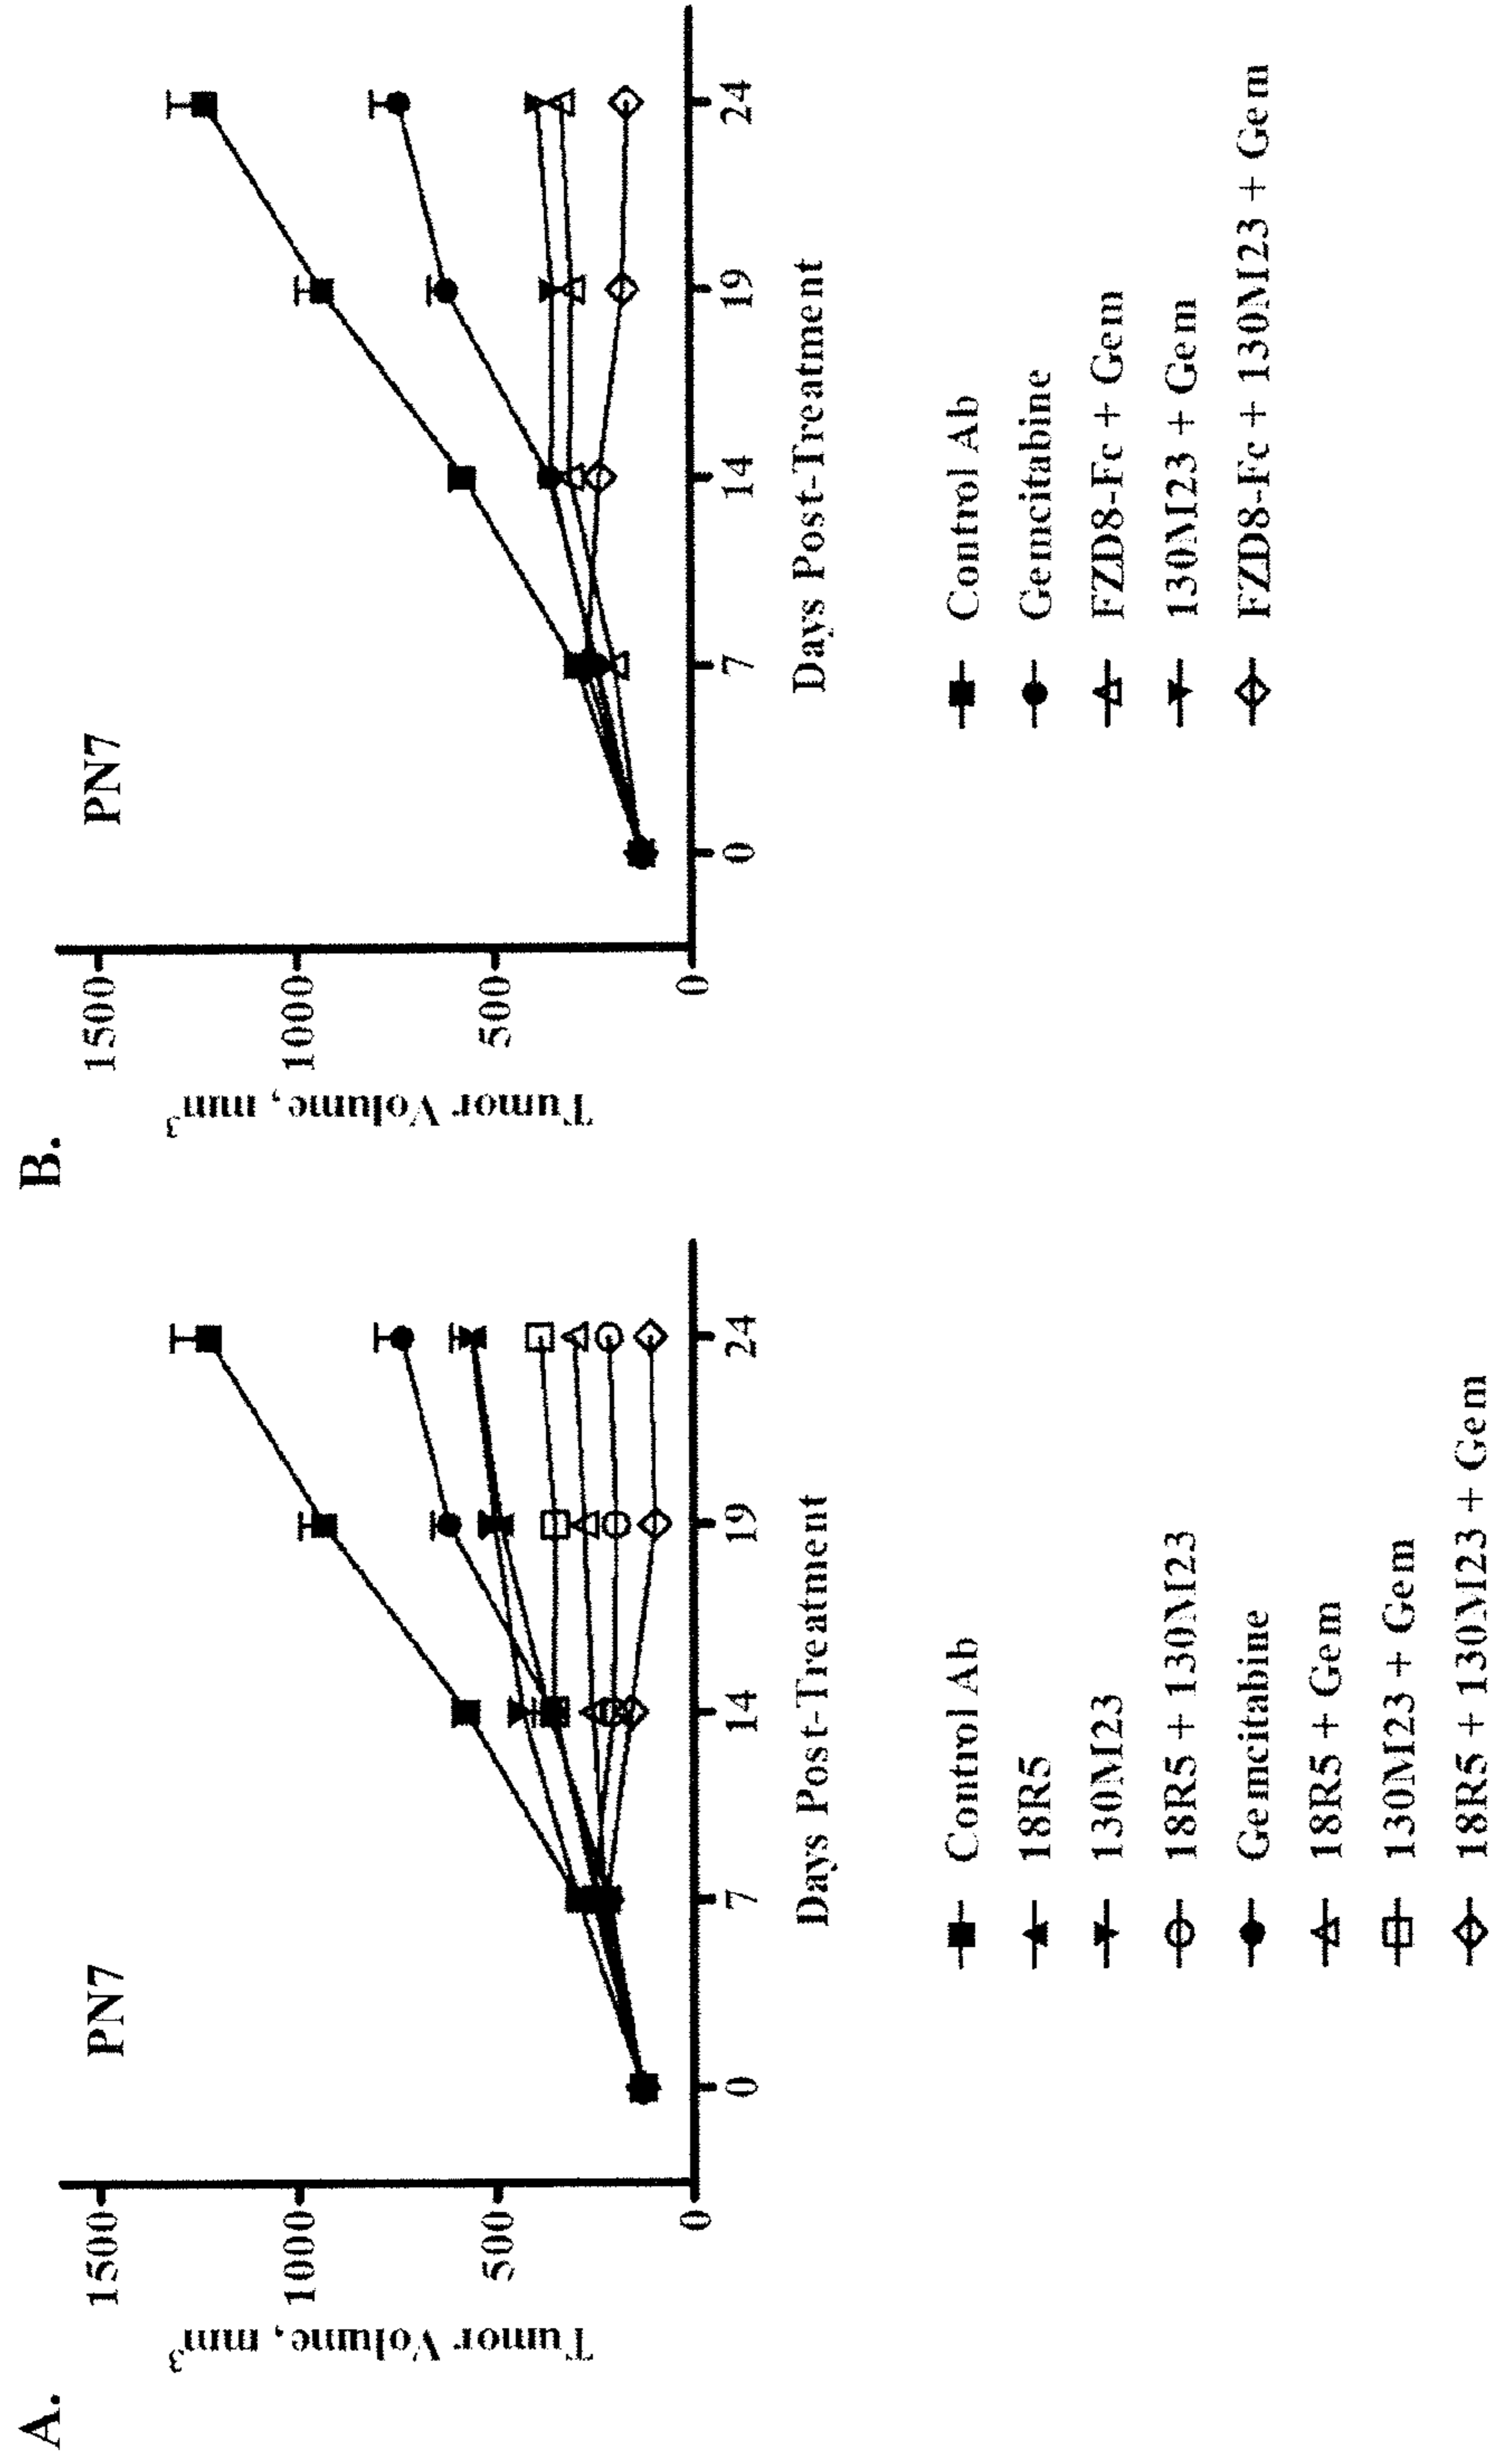 A.
PN7
Tumor Volume, mm³
1500
1000
500
0
0 7 14 19 24
Days Post-Treatment
Control Ab
18R5
130M23
18R5 + 130M23
Gemcitabine
18R5 + Gem
130M23 + Gem
18R5 + 130M23 + Gem
B.
PN7
Tumor Volume, mm³
1500
1000
500
0
0 7 14 19 24
Days Post-Treatment
Control Ab
Gemcitabine
FZD8-Fc + Gem
130M23 + Gem
FZD8-Fc + 130M23 + Gem